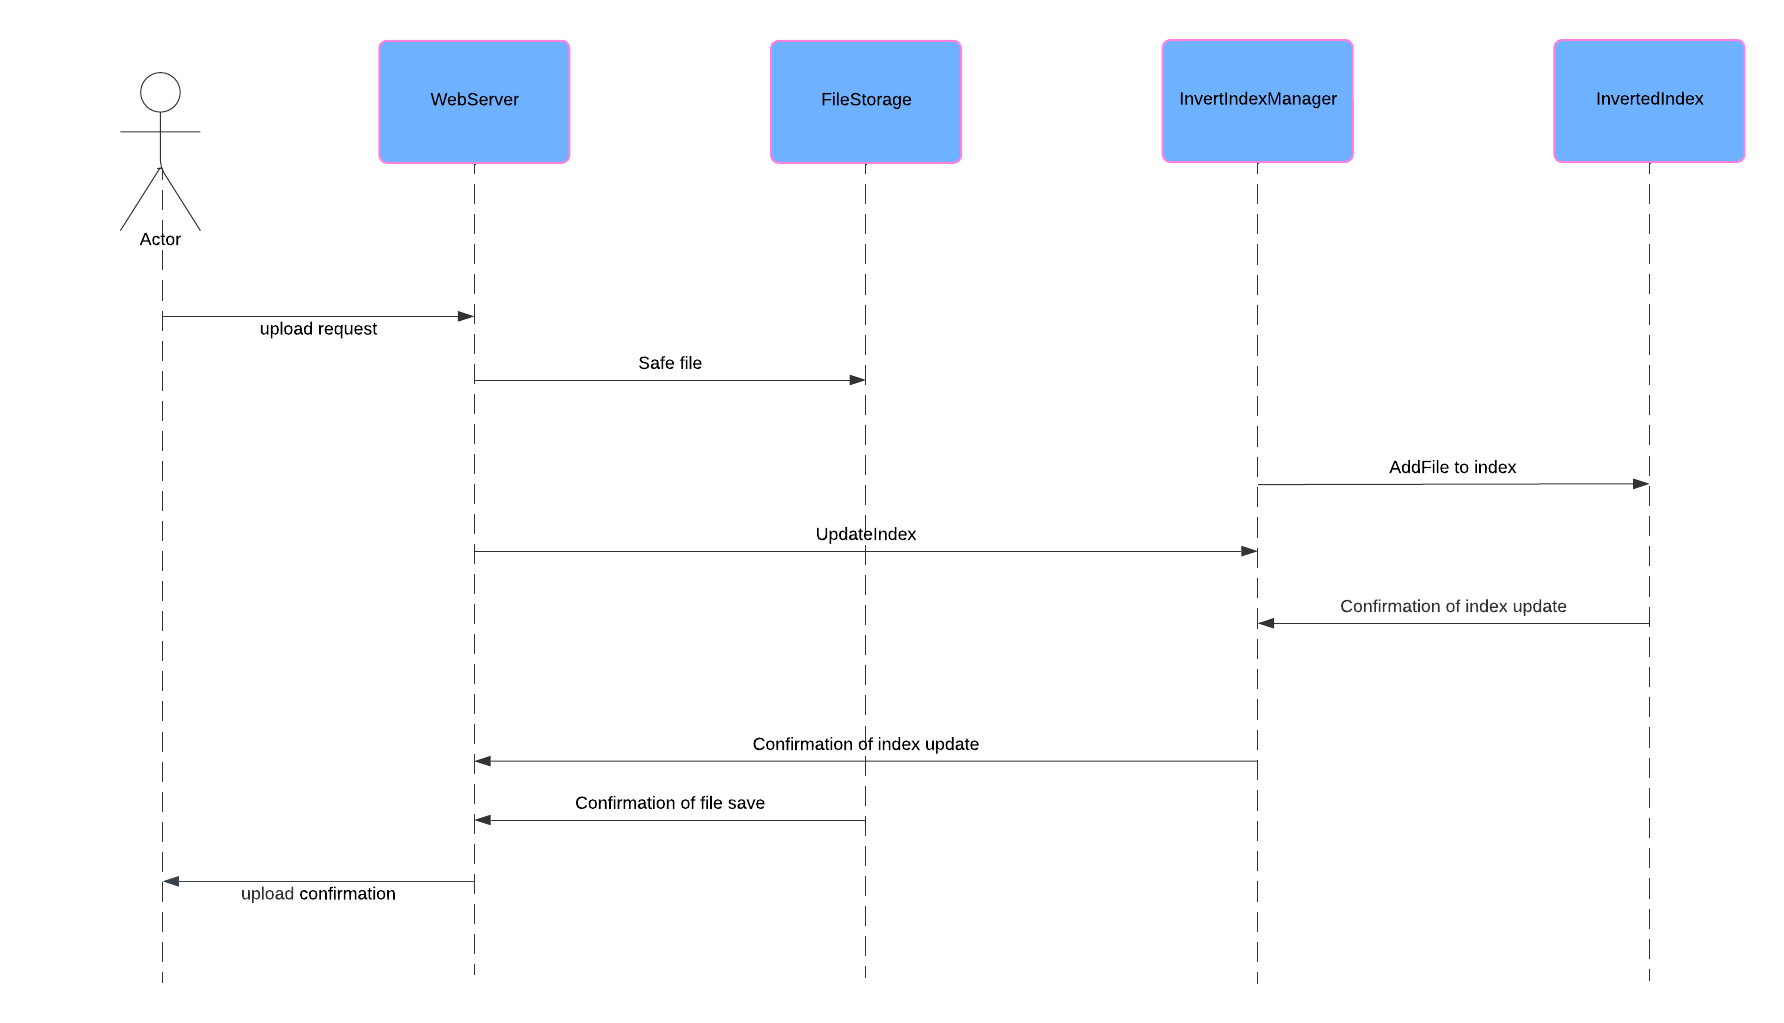 WebServer
FileStorage
InvertIndexManager
InvertedIndex
Actor
upload request
Safe file
AddFile to index
UpdateIndex
Confirmation of index update
Confirmation of index update
Confirmation of file save
upload confirmation